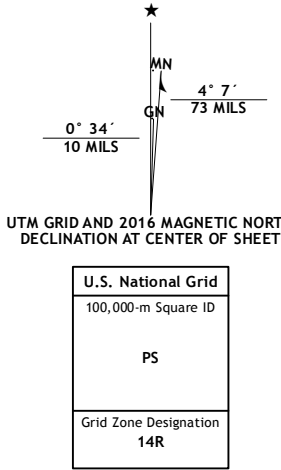 MN
4° 7´
73 MILS
GN
0° 34´
10 MILS
UTM GRID AND 2016 MAGNETIC NORT
DECLINATION AT CENTER OF SHEET
U.S. National Grid
100,000-m Square ID
PS
Grid Zone Designation
14R